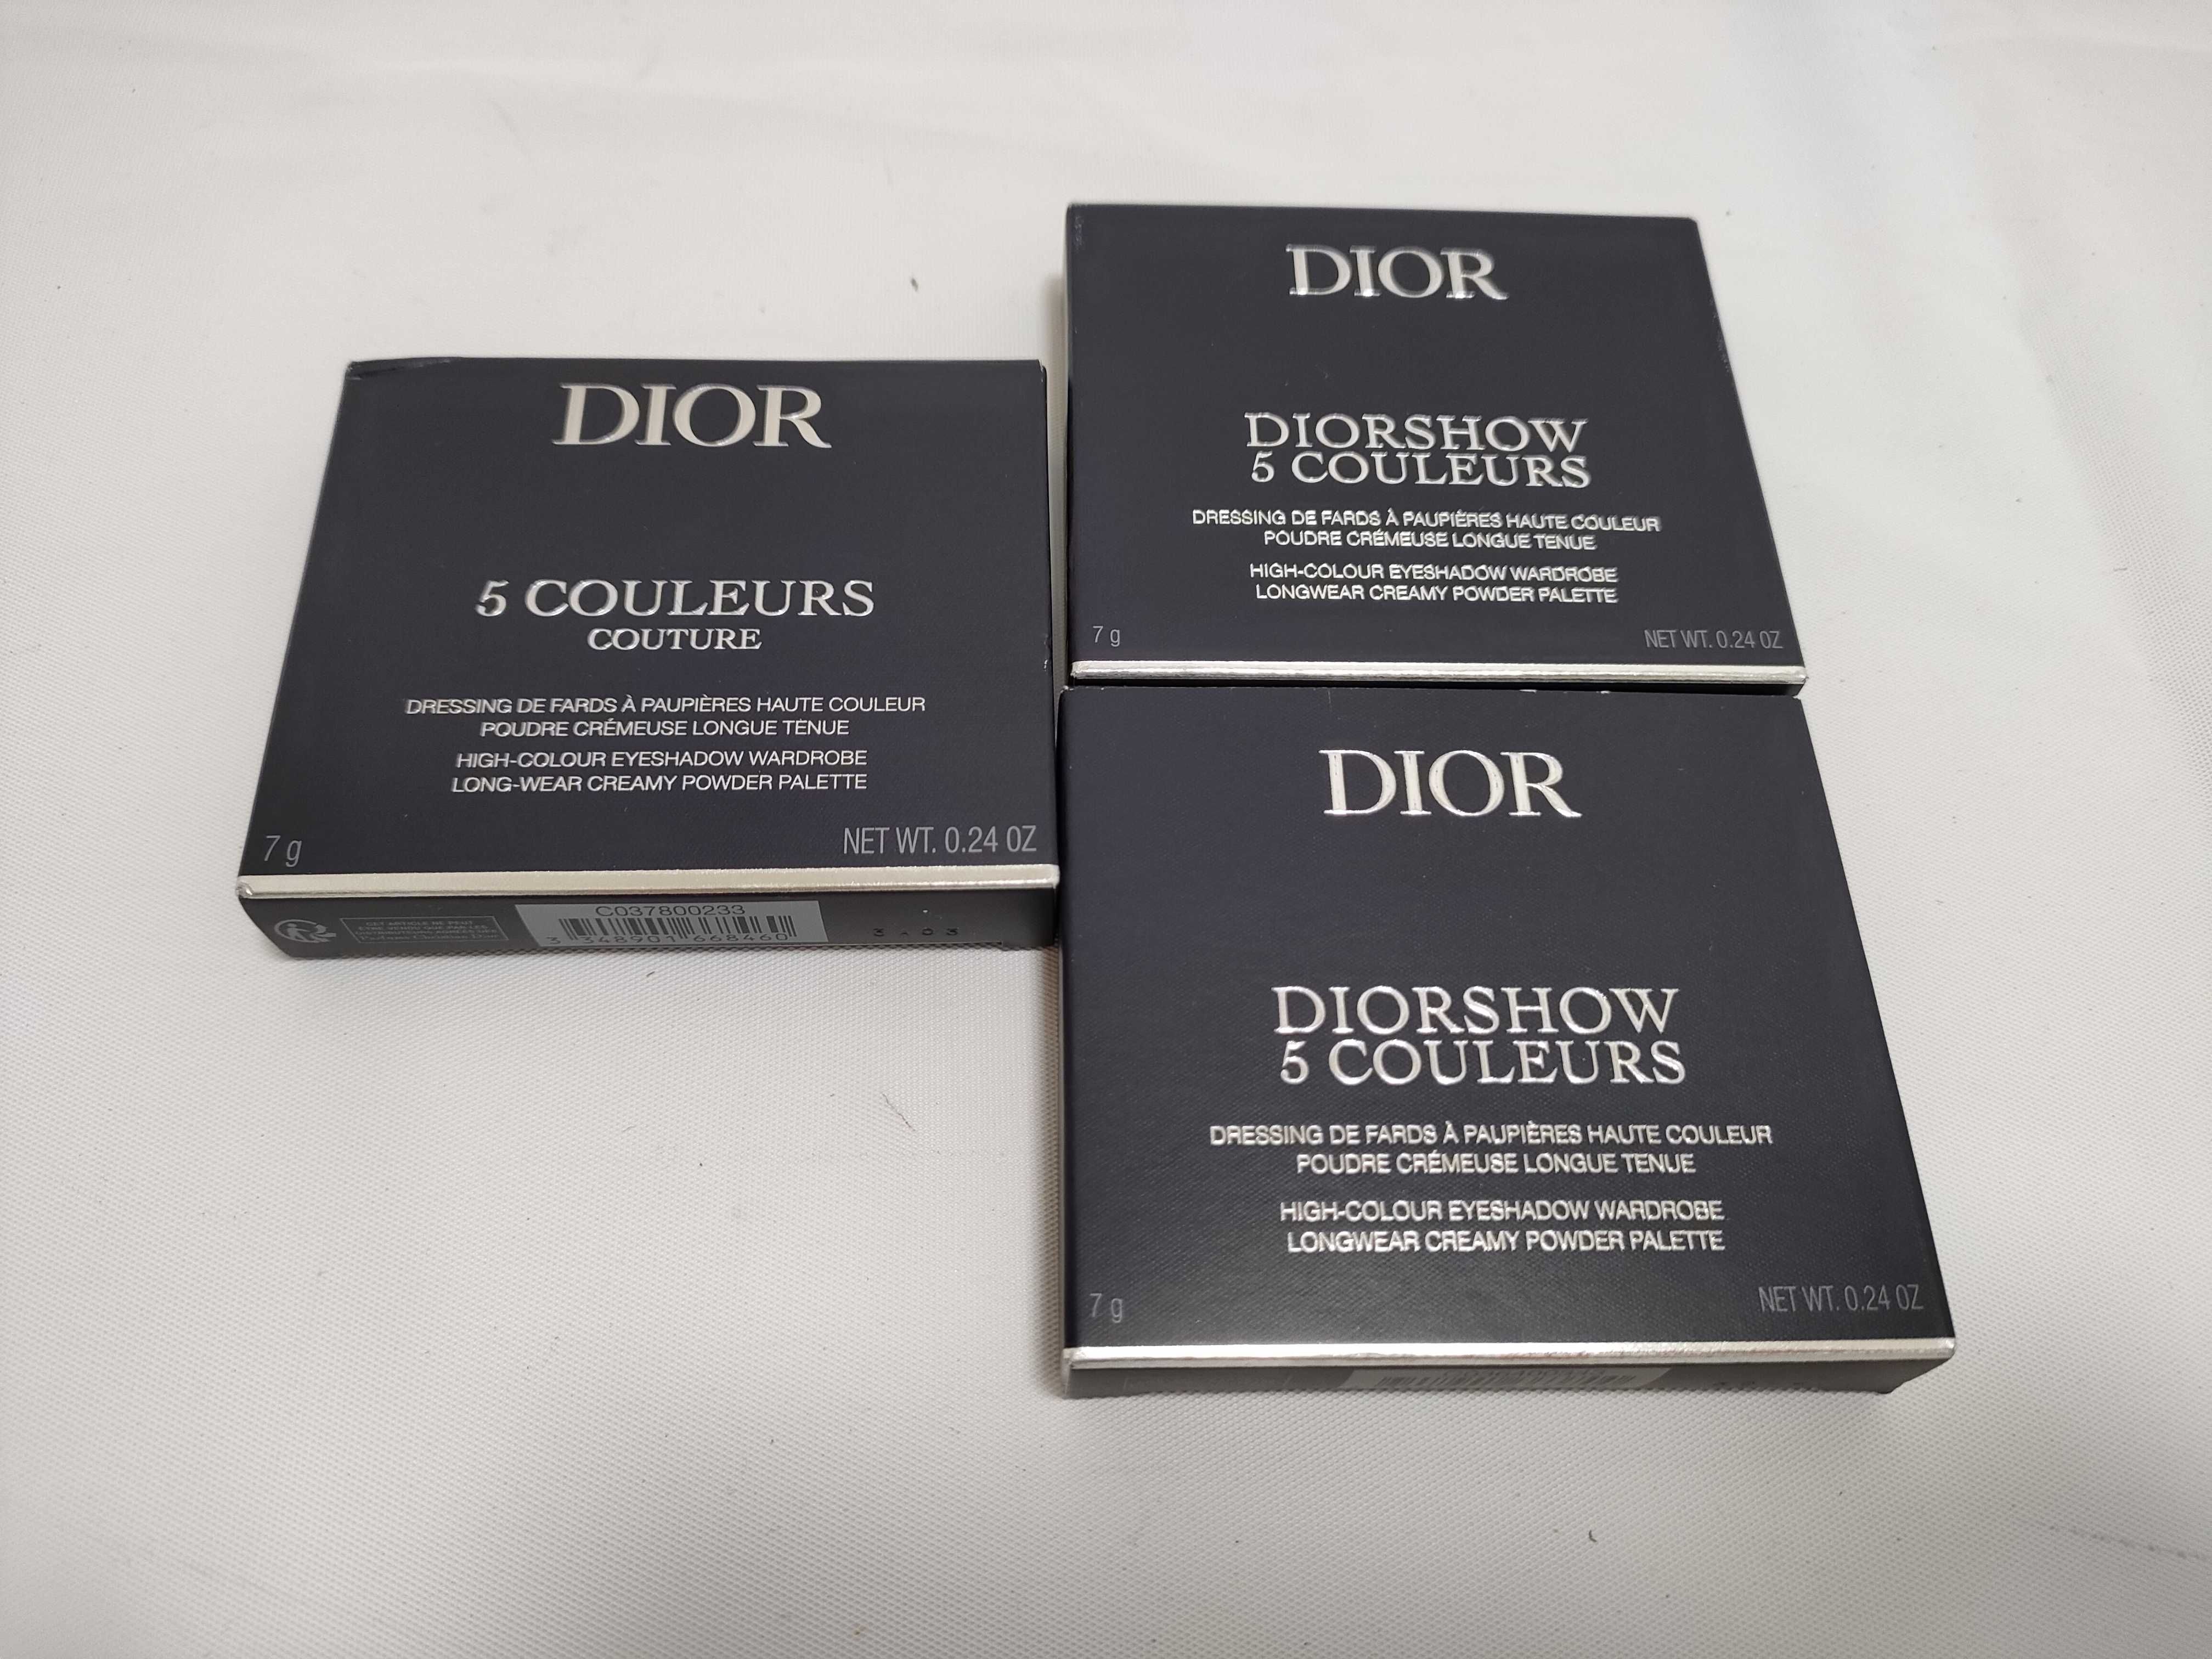 DIOR
5 COULEURS
COUTURE
DRESSING DE FARDS À PAUPIÈRES HAUTE COULEUR
POUDRE CRÉMEUSE LONGUE TENUE
HIGH-COLOUR EYESHADOW WARDROBE
LONG-WEAR CREAMY POWDER PALETTE
7 g
NET WT. 0.24 OZ
C037800233
3 348901 668460
DIOR
DIORSHOW
5 COULEURS
DRESSING DE FARDS À PAUPIÈRES HAUTE COULEUR
POUDRE CRÉMEUSE LONGUE TENUE
HIGH-COLOUR EYESHADOW WARDROBE
LONGWEAR CREAMY POWDER PALETTE
7 g
NET WT. 0.24 OZ
DIOR
DIORSHOW
5 COULEURS
DRESSING DE FARDS À PAUPIÈRES HAUTE COULEUR
POUDRE CRÉMEUSE LONGUE TENUE
HIGH-COLOUR EYESHADOW WARDROBE
LONGWEAR CREAMY POWDER PALETTE
7 g
NET WT. 0.24 OZ